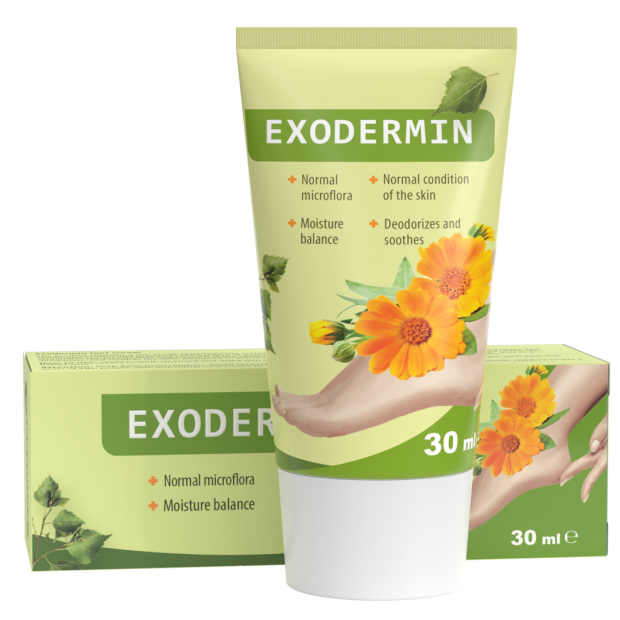 EXODERMIN
+ Normal microflora
+ Normal condition of the skin
+ Moisture balance
+ Deodorizes and soothes
30 ml
EXODER
+ Normal microflora
+ Moisture balance
30 ml ℮